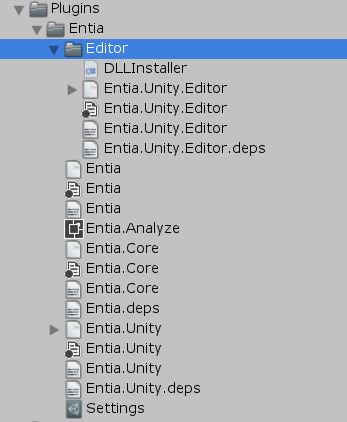 Plugins
Entia
Editor
DLLInstaller
Entia.Unity.Editor
Entia.Unity.Editor
Entia.Unity.Editor
Entia.Unity.Editor.deps
Entia
Entia
Entia
Entia.Analyze
Entia.Core
Entia.Core
Entia.Core
Entia.deps
Entia.Unity
Entia.Unity
Entia.Unity
Entia.Unity.deps
Settings